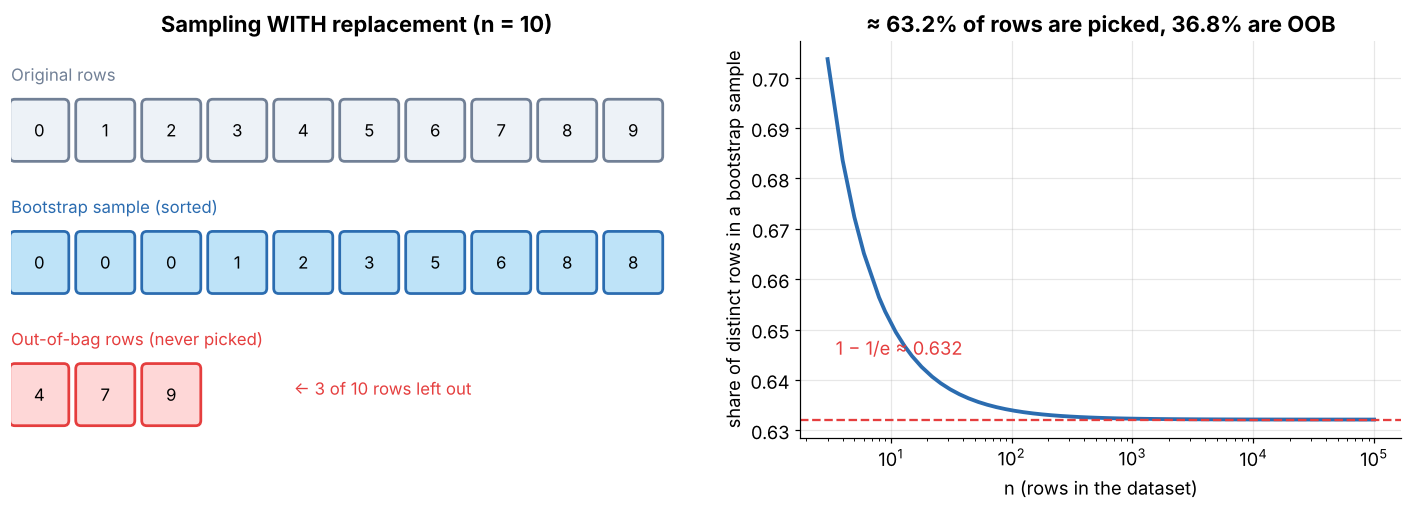 Sampling WITH replacement (n = 10)
Original rows
0 1 2 3 4 5 6 7 8 9
Bootstrap sample (sorted)
0 0 0 1 2 3 5 6 8 8
Out-of-bag rows (never picked)
4 7 9
← 3 of 10 rows left out
≈ 63.2% of rows are picked, 36.8% are OOB
share of distinct rows in a bootstrap sample
0.70
0.69
0.68
0.67
0.66
0.65
0.64
0.63
1 − 1/e ≈ 0.632
10¹ 10² 10³ 10⁴ 10⁵
n (rows in the dataset)